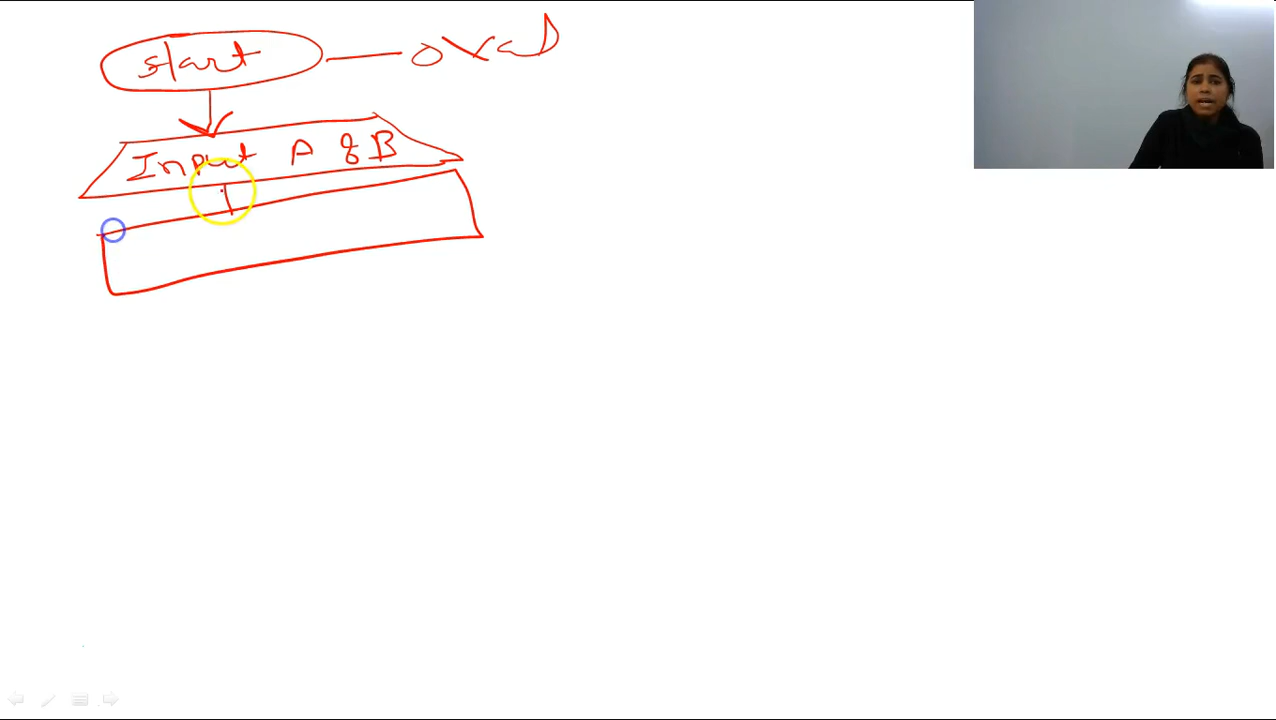 start — oval
Input A & B